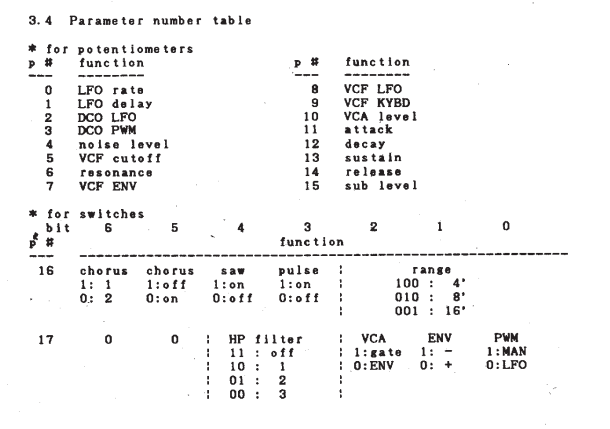 3.4 Parameter number table
* for potentiometers
p # function p # function
--- -------- --- --------
0 LFO rate 8 VCF LFO
1 LFO delay 9 VCF KYBD
2 DCO LFO 10 VCA level
3 DCO PWM 11 attack
4 noise level 12 decay
5 VCF cutoff 13 sustain
6 resonance 14 release
7 VCF ENV 15 sub level
* for switches
bit 6 5 4 3 2 1 0
p # function
--- ----------------------------------------------------------
16 chorus chorus saw pulse | range
1: 1 1:off 1:on 1:on | 100 : 4'
0: 2 0:on 0:off 0:off | 010 : 8'
| 001 : 16'
17 0 0 | HP filter | VCA ENV PWM
| 11 : off | 1:gate 1: - 1:MAN
| 10 : 1 | 0:ENV 0: + 0:LFO
| 01 : 2 |
| 00 : 3 |